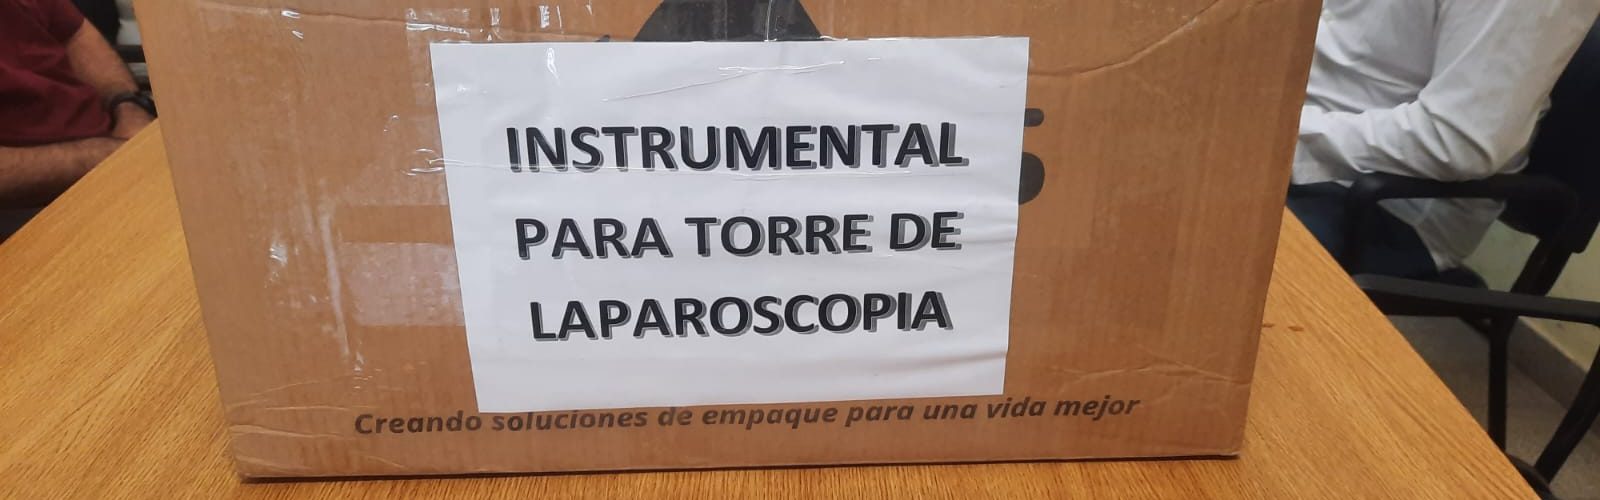 INSTRUMENTAL
PARA TORRE DE
LAPAROSCOPIA
Creando soluciones de empaque para una vida mejor